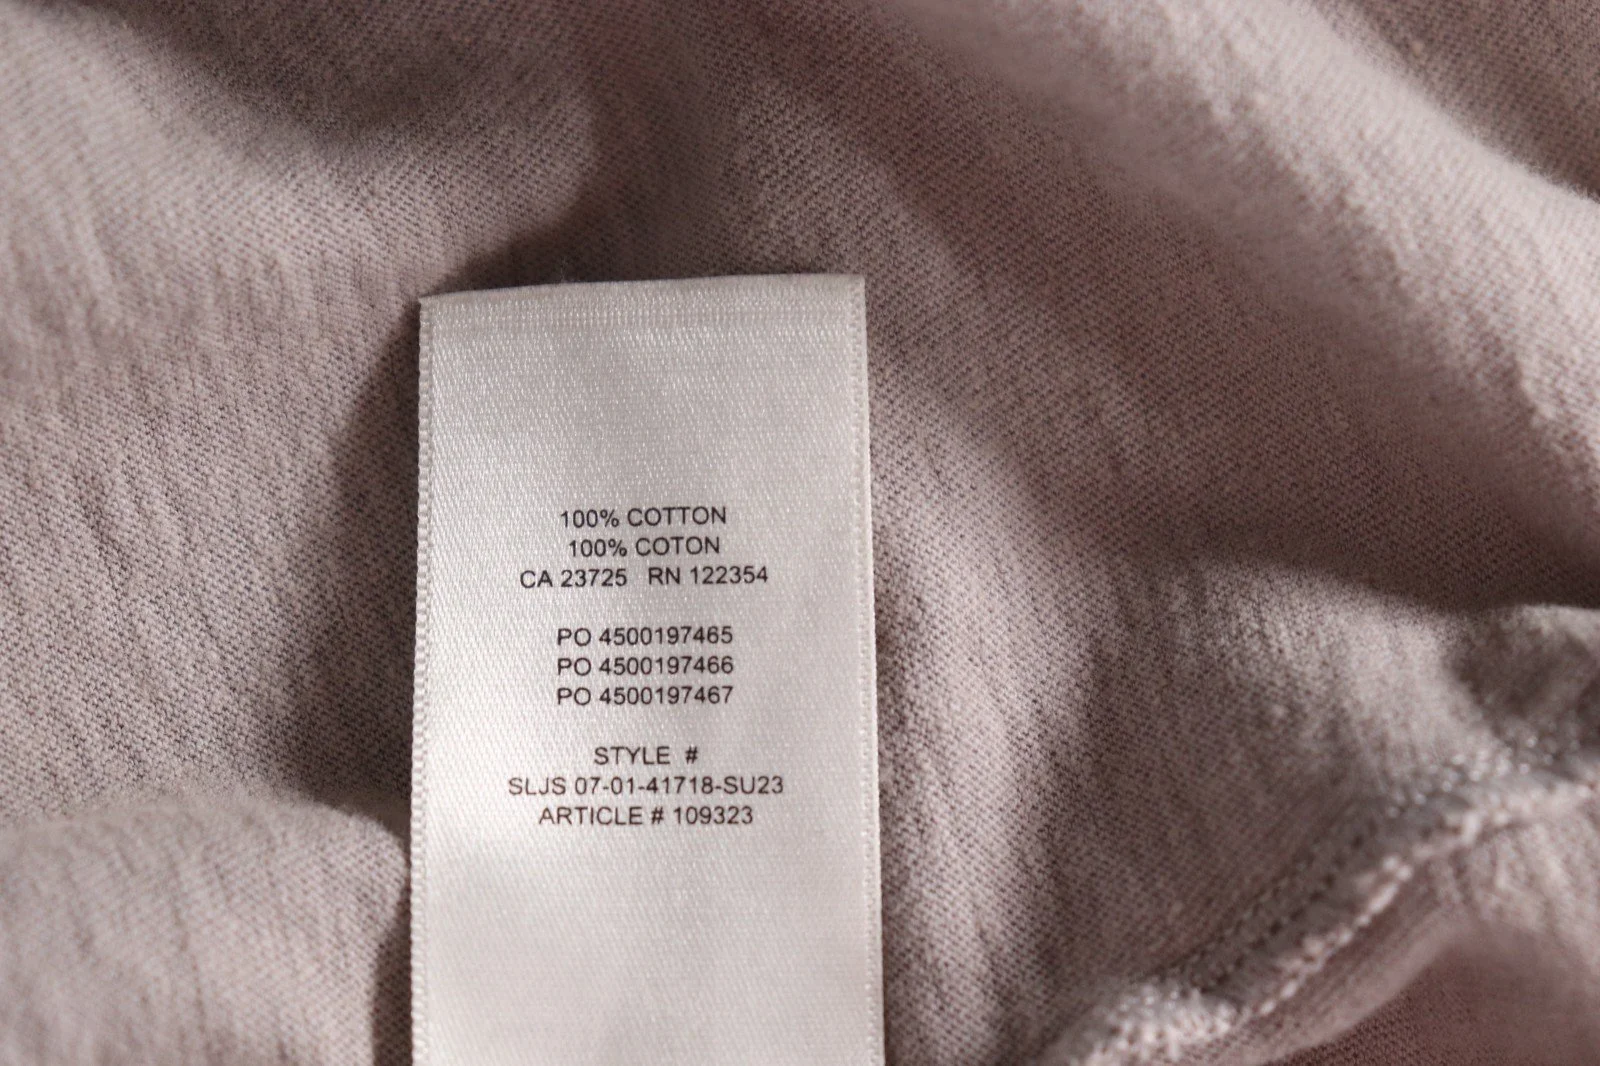 100% COTTON
100% COTON
CA 23725 RN 122354
PO 4500197465
PO 4500197466
PO 4500197467
STYLE #
SLJS 07-01-41718-SU23
ARTICLE # 109323